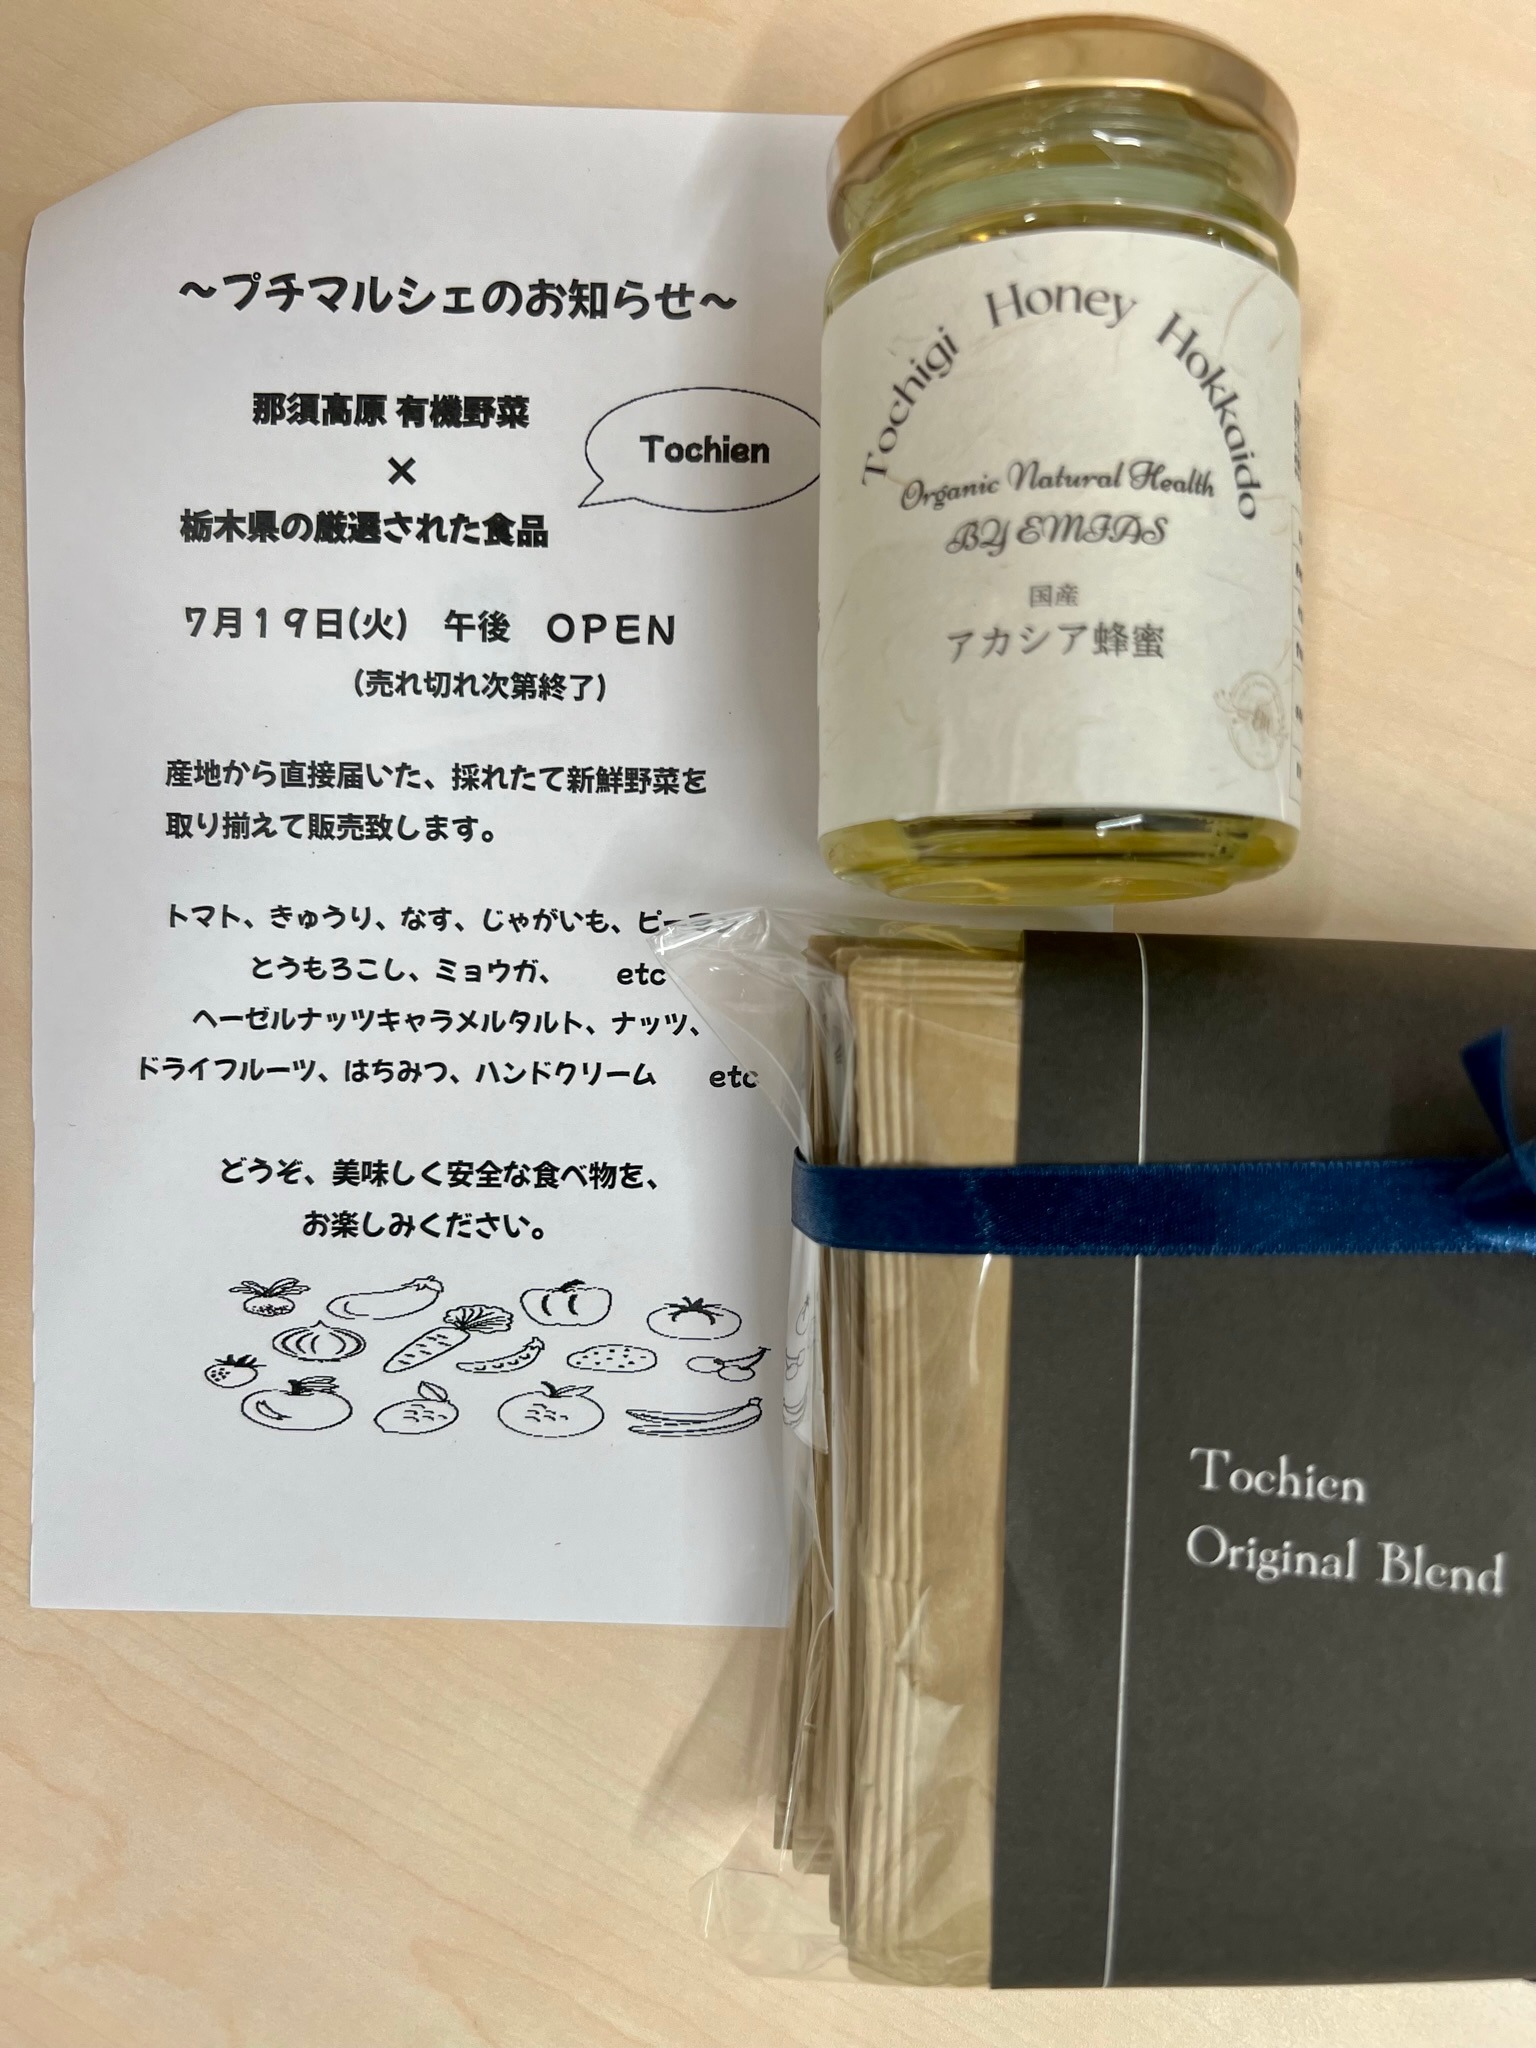 ～プチマルシェのお知らせ～
那須高原 有機野菜
×
栃木県の厳選された食品
Tochien
7月19日(火) 午後 OPEN
(売れ切れ次第終了)
産地から直接届いた、採れたて新鮮野菜を
取り揃えて販売致します。
トマト、きゅうり、なす、じゃがいも、
とうもろこし、ミョウガ、 etc
ヘーゼルナッツキャラメルタルト、ナッツ、
ドライフルーツ、はちみつ、ハンドクリーム etc
どうぞ、美味しく安全な食べ物を、
お楽しみください。
Tochigi Honey Hokkaido
Organic Natural Health
BY EMIAS
国産
アカシア蜂蜜
Tochien
Original Blend